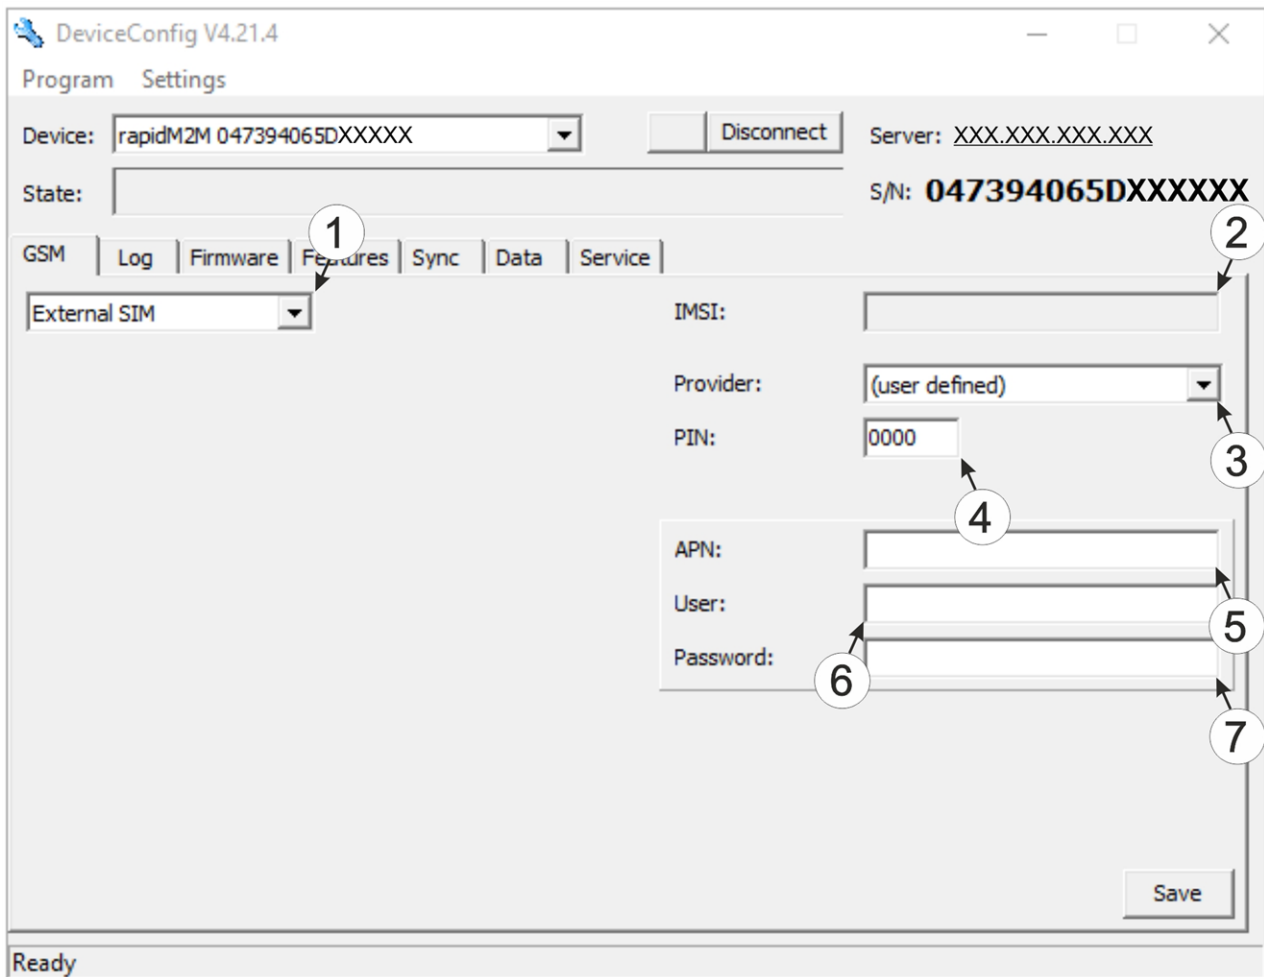 DeviceConfig V4.21.4
Program Settings
Device: rapidM2M 047394065DXXXXX Disconnect Server: XXX.XXX.XXX.XXX
State: S/N: 047394065DXXXXXX
1 2
GSM Log Firmware Features Sync Data Service
External SIM IMSI:
Provider: (user defined)
PIN: 0000
3
4
APN:
User:
5
Password:
6
7
Save
Ready